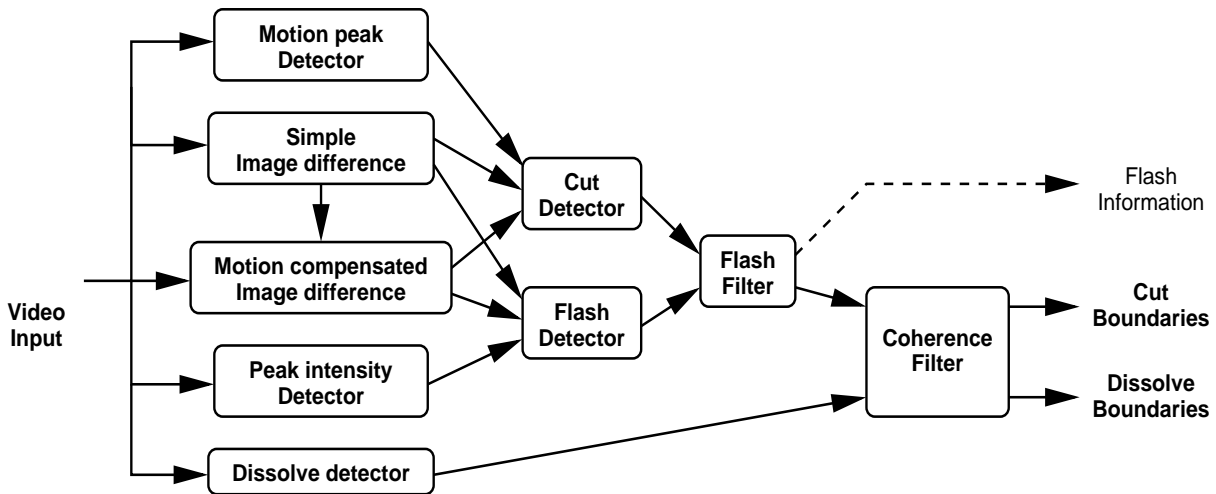 Video
Input
Motion peak
Detector
Simple
Image difference
Motion compensated
Image difference
Peak intensity
Detector
Dissolve detector
Cut
Detector
Flash
Detector
Flash
Filter
Coherence
Filter
Flash
Information
Cut
Boundaries
Dissolve
Boundaries